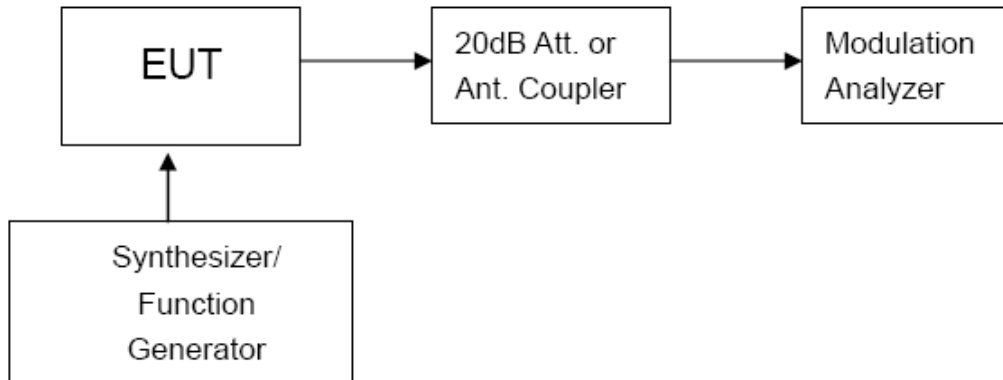 EUT
20dB Att. or
Ant. Coupler
Modulation
Analyzer
Synthesizer/
Function
Generator